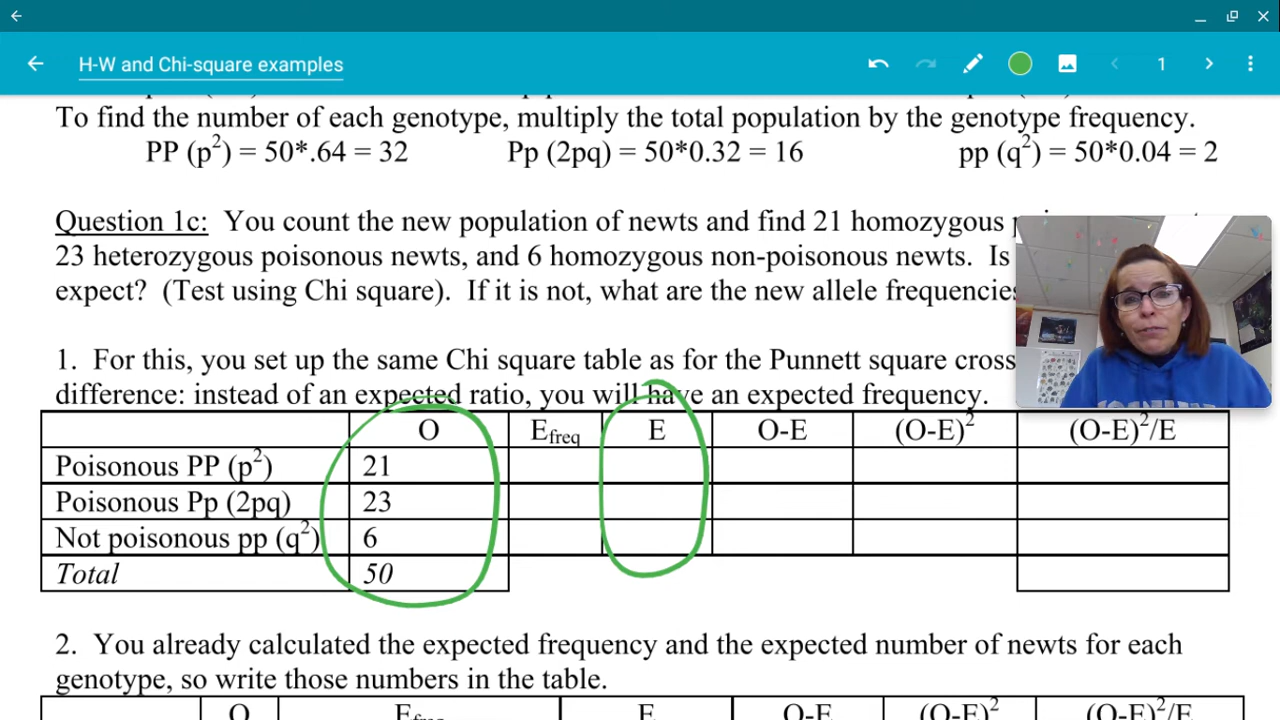 H-W and Chi-square examples
1
To find the number of each genotype, multiply the total population by the genotype frequency.
PP (p²) = 50*.64 = 32 Pp (2pq) = 50*0.32 = 16 pp (q²) = 50*0.04 = 2
Question 1c: You count the new population of newts and find 21 homozygous
23 heterozygous poisonous newts, and 6 homozygous non-poisonous newts. Is
expect? (Test using Chi square). If it is not, what are the new allele frequencies
1. For this, you set up the same Chi square table as for the Punnett square cross
difference: instead of an expected ratio, you will have an expected frequency.
O Efreq E O-E (O-E)² (O-E)²/E
Poisonous PP (p²) 21
Poisonous Pp (2pq) 23
Not poisonous pp (q²) 6
Total 50
2. You already calculated the expected frequency and the expected number of newts for each
genotype, so write those numbers in the table.
O Efreq E O-E (O-E)² (O-E)²/E